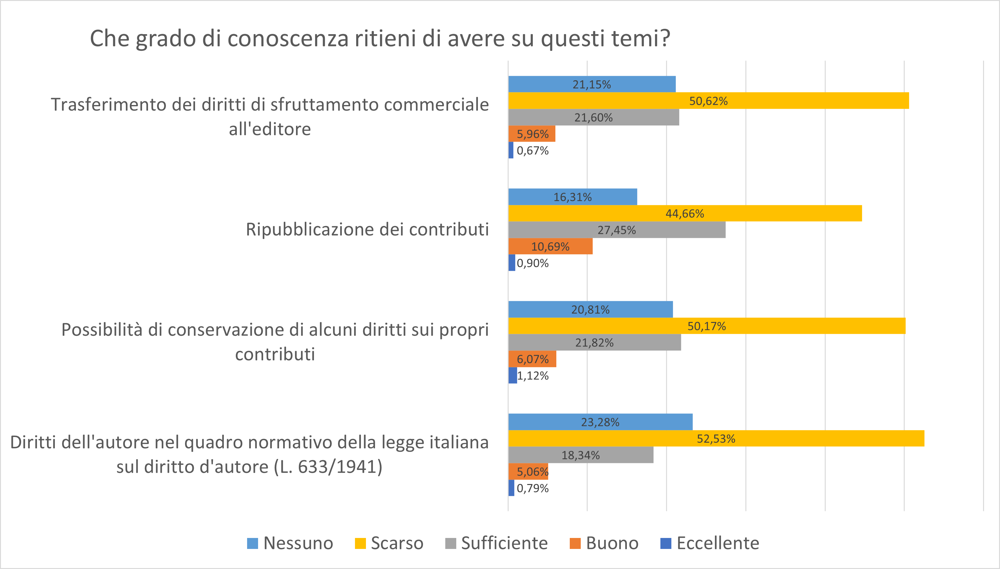 Che grado di conoscenza ritieni di avere su questi temi?
Trasferimento dei diritti di sfruttamento commerciale
all'editore
21,15%
50,62%
21,60%
5,96%
0,67%
Ripubblicazione dei contributi
16,31%
44,66%
27,45%
10,69%
0,90%
Possibilità di conservazione di alcuni diritti sui propri
contributi
20,81%
50,17%
21,82%
6,07%
1,12%
Diritti dell'autore nel quadro normativo della legge italiana
sul diritto d'autore (L. 633/1941)
23,28%
52,53%
18,34%
5,06%
0,79%
Nessuno Scarso Sufficiente Buono Eccellente